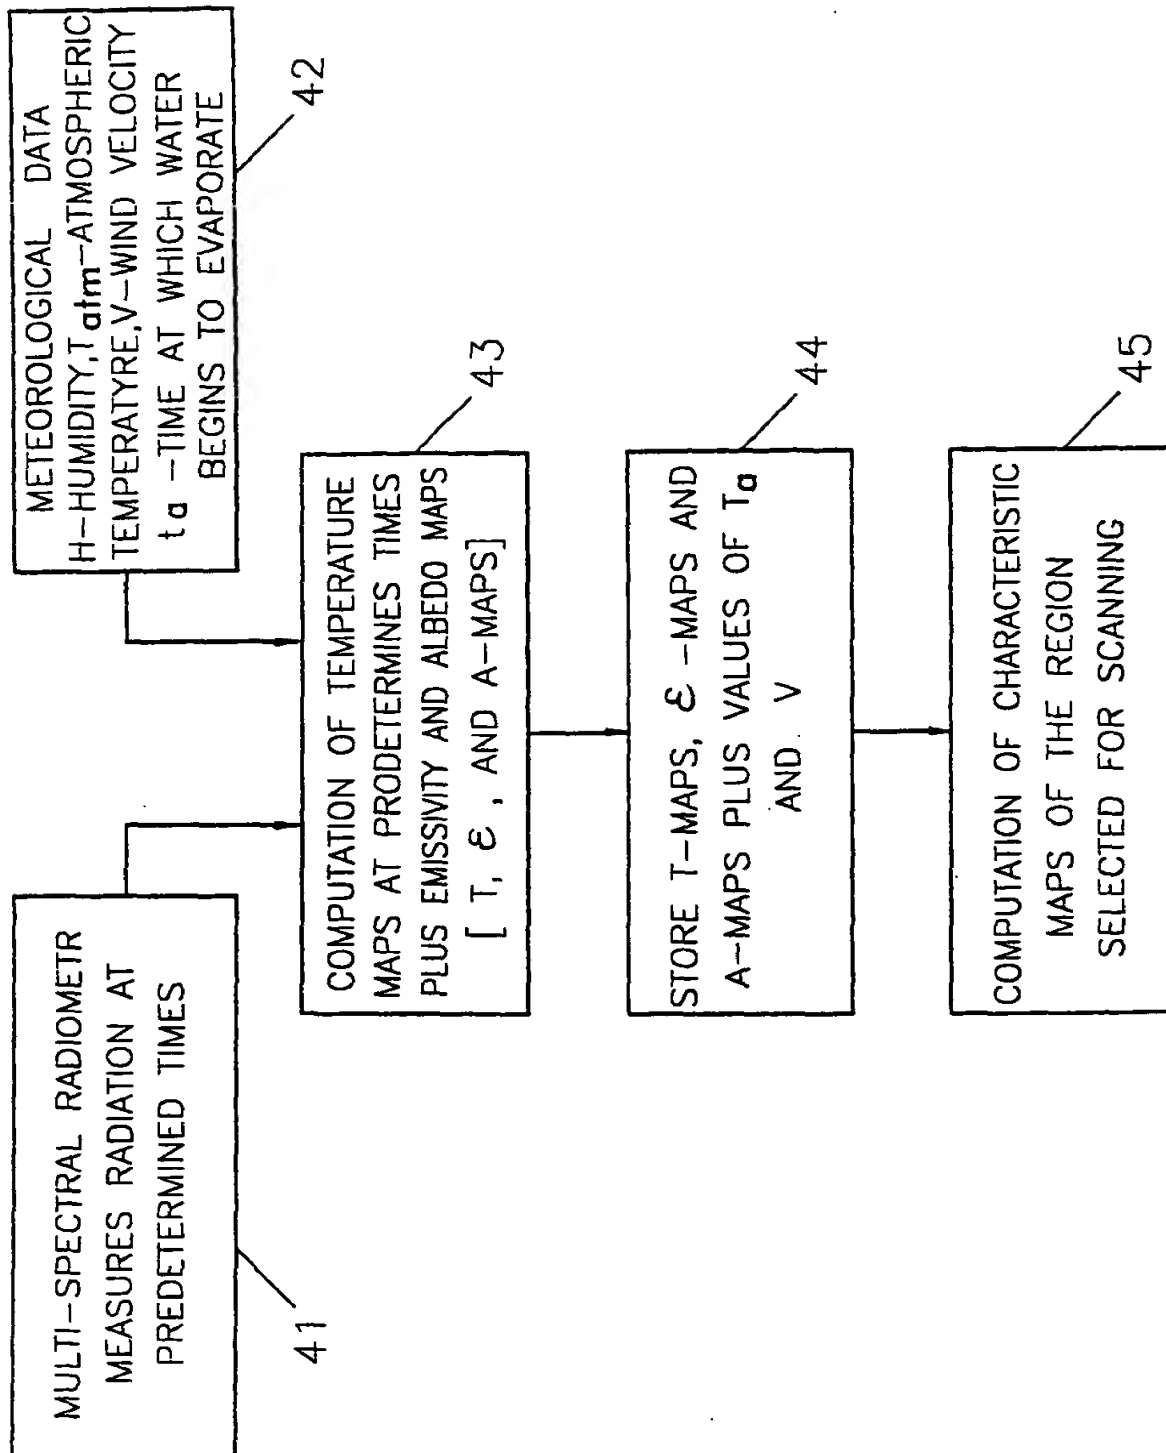 MULTI-SPECTRAL RADIOMETR
MEASURES RADIATION AT
PREDETERMINED TIMES
41
METEOROLOGICAL DATA
H-HUMIDITY, Tatm-ATMOSPHERIC
TEMPERATYRE, V-WIND VELOCITY
ta -TIME AT WHICH WATER
BEGINS TO EVAPORATE
42
COMPUTATION OF TEMPERATURE
MAPS AT PRODETERMINES TIMES
PLUS EMISSIVITY AND ALBEDO MAPS
[ T, ε , AND A-MAPS]
43
STORE T-MAPS, ε -MAPS AND
A-MAPS PLUS VALUES OF Ta
AND V
44
COMPUTATION OF CHARACTERISTIC
MAPS OF THE REGION
SELECTED FOR SCANNING
45